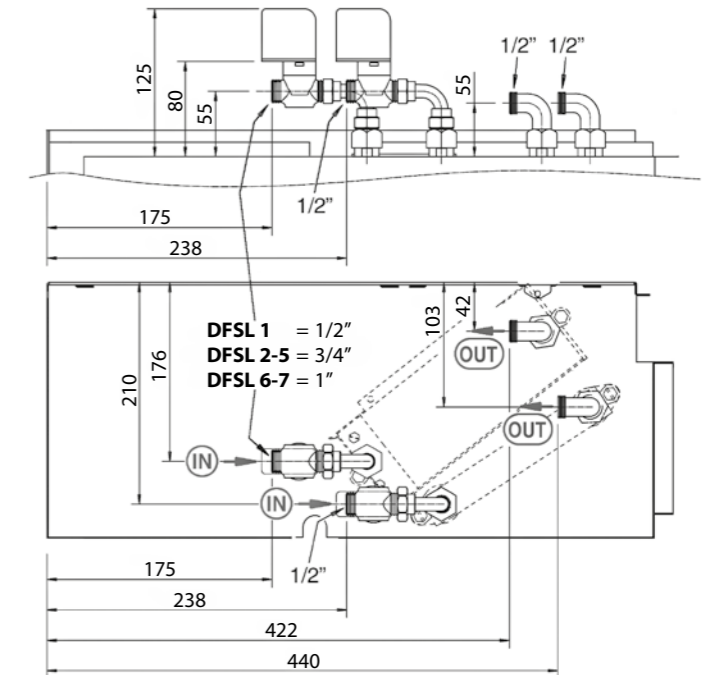 1/2” 1/2”
125
80
55
55
1/2”
175
238
103
42
DFSL 1 = 1/2”
DFSL 2-5 = 3/4”
DFSL 6-7 = 1”
176
210
OUT
OUT
IN
IN
175
1/2”
238
422
440